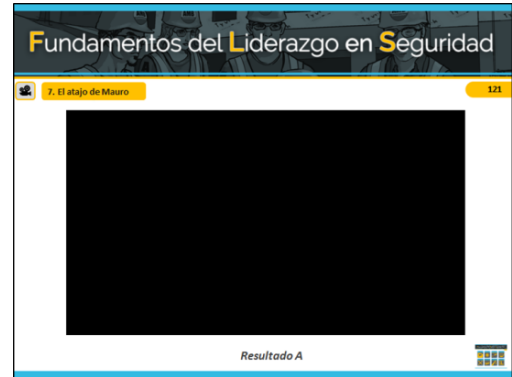 Fundamentos del Liderazgo en Seguridad
7. El atajo de Mauro
121
Resultado A